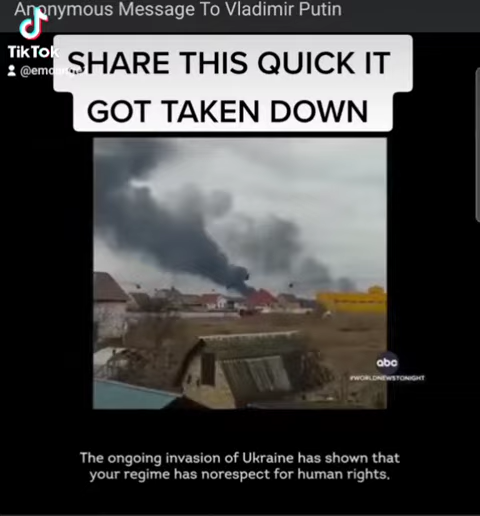 Anonymous Message To Vladimir Putin
TikTok
SHARE THIS QUICK IT
GOT TAKEN DOWN
abc
#WORLDNEWSTONIGHT
The ongoing invasion of Ukraine has shown that
your regime has norespect for human rights,